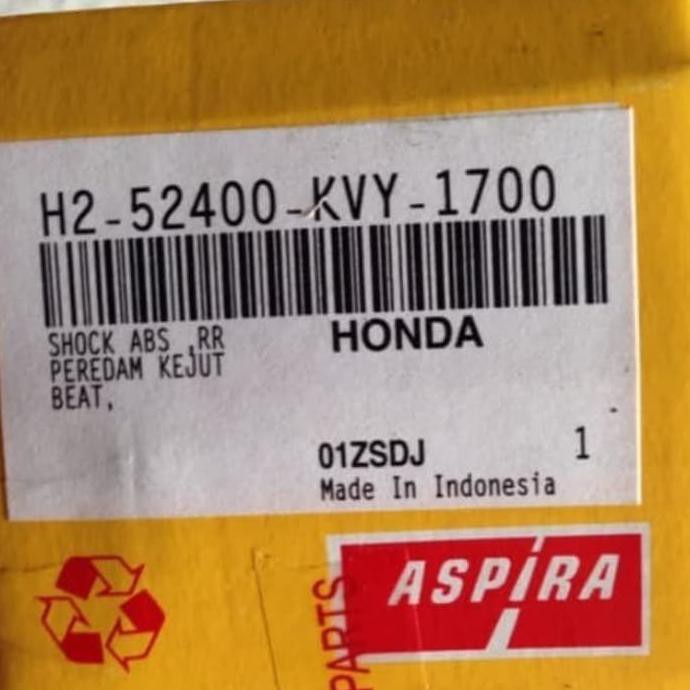 H2-52400-KVY-1700
SHOCK ABS ,RR
HONDA
PEREDAM KEJUT
BEAT,
01ZSDJ
1
Made In Indonesia
ASPIRA
PARTS